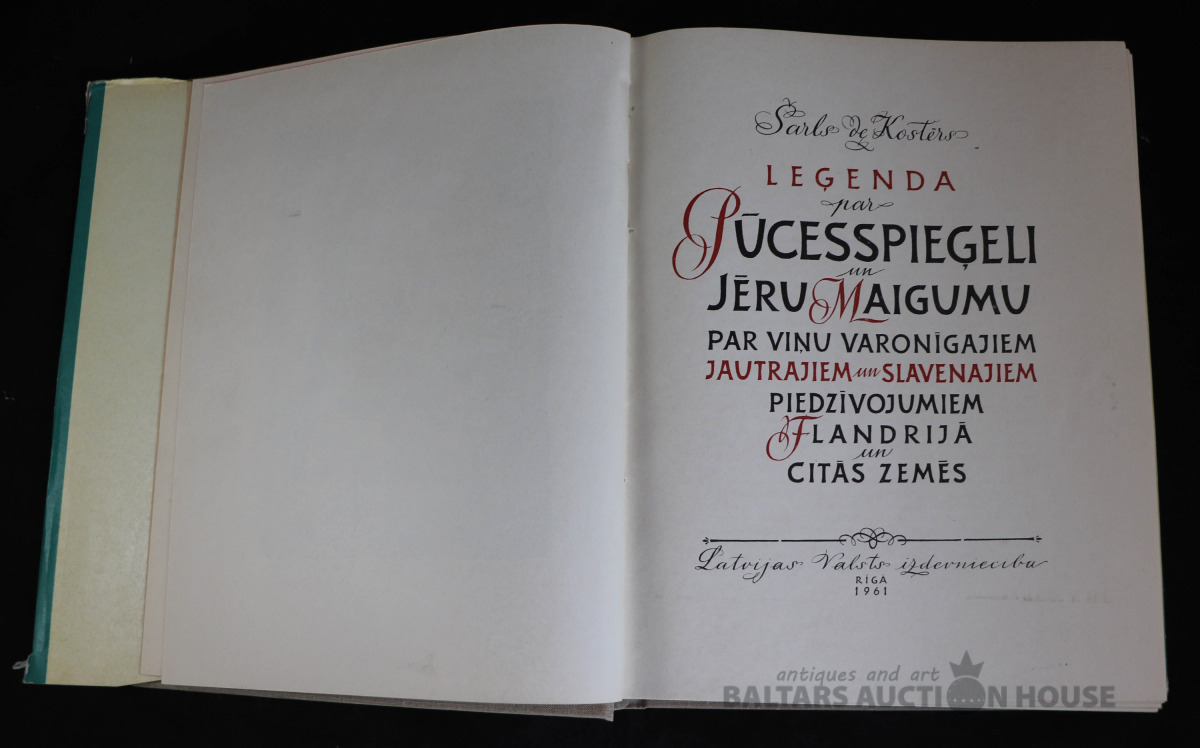 Šarls de Kostērs
LEĢENDA
par
PŪCESSPIEĢELI
un
JĒRU MAIGUMU
PAR VIŅU VARONĪGAJIEM
JAUTRAJIEM un SLAVENAJIEM
PIEDZĪVOJUMIEM
FLANDRIJĀ
un
CITĀS ZEMĒS
Latvijas Valsts izdevniecība
RĪGĀ
1961
antiques and art
BALTARS AUCTION HOUSE